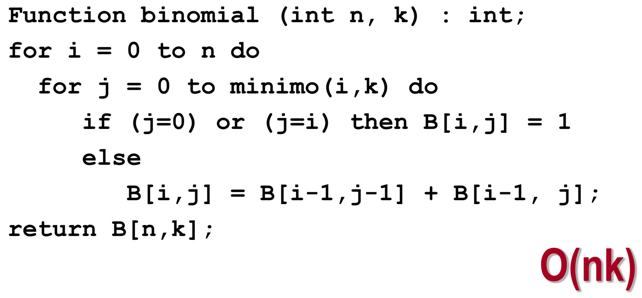 Function binomial (int n, k) : int;
for i = 0 to n do
for j = 0 to minimo(i,k) do
if (j=0) or (j=i) then B[i,j] = 1
else
B[i,j] = B[i-1,j-1] + B[i-1, j];
return B[n,k];
O(nk)